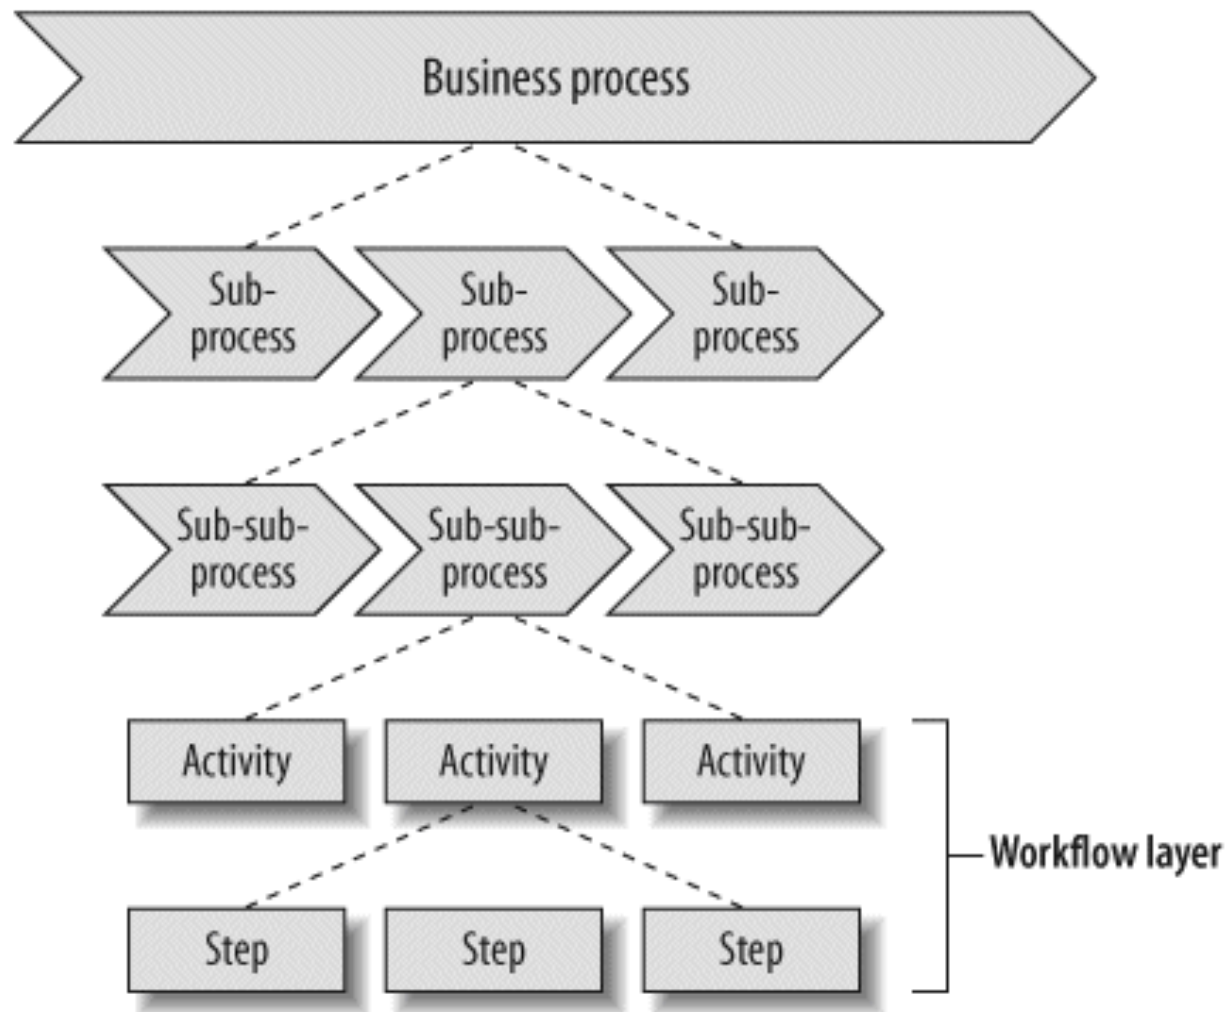 Business process
Sub-
process
Sub-
process
Sub-
process
Sub-sub-
process
Sub-sub-
process
Sub-sub-
process
Activity
Activity
Activity
Workflow layer
Step
Step
Step